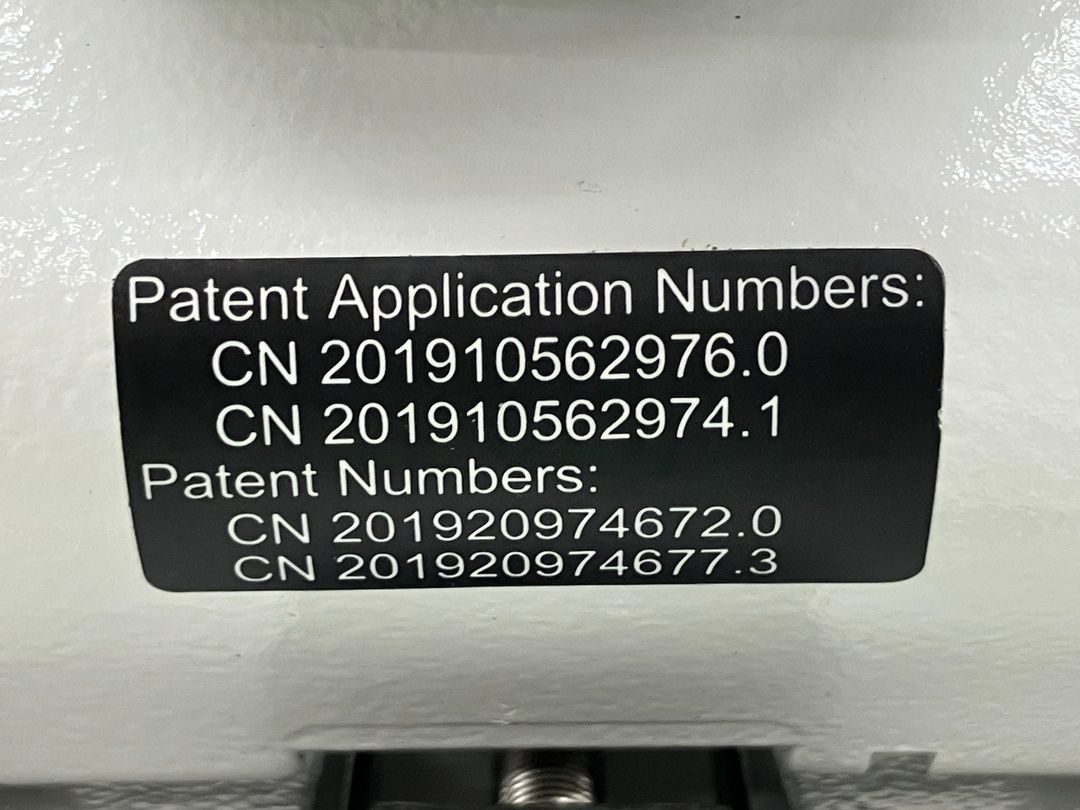 Patent Application Numbers:
CN 201910562976.0
CN 201910562974.1
Patent Numbers:
CN 201920974672.0
CN 201920974677.3